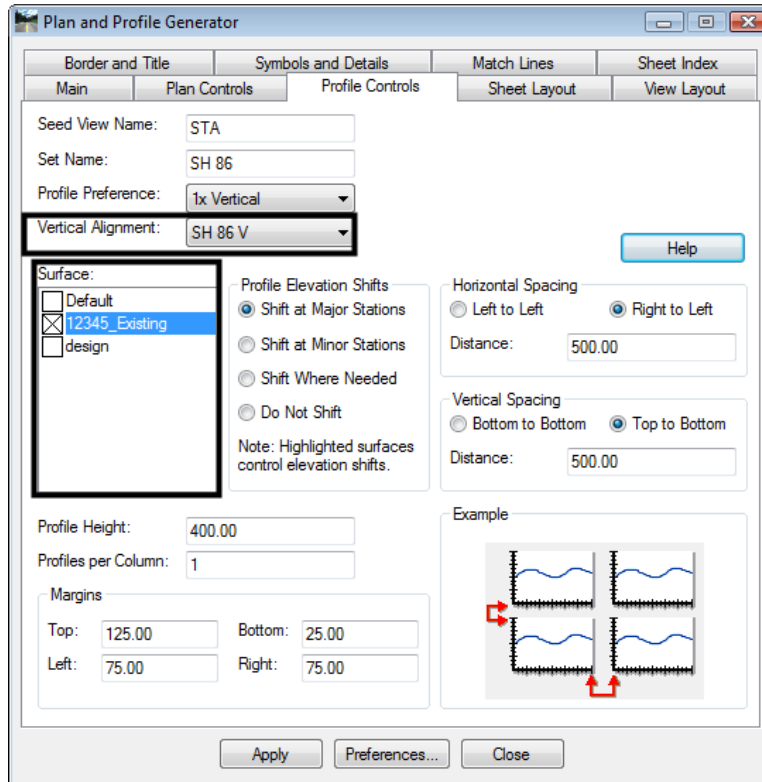 Plan and Profile Generator
Border and Title Symbols and Details Match Lines Sheet Index
Main Plan Controls Profile Controls Sheet Layout View Layout
Seed View Name: STA
Set Name: SH 86
Profile Preference: 1x Vertical
Vertical Alignment: SH 86 V
Help
Surface:
Default
12345_Existing
design
Profile Elevation Shifts
Shift at Major Stations
Shift at Minor Stations
Shift Where Needed
Do Not Shift
Note: Highlighted surfaces
control elevation shifts.
Horizontal Spacing
Left to Left Right to Left
Distance: 500.00
Vertical Spacing
Bottom to Bottom Top to Bottom
Distance: 500.00
Profile Height: 400.00
Profiles per Column: 1
Margins
Top: 125.00 Bottom: 25.00
Left: 75.00 Right: 75.00
Example
Apply Preferences... Close